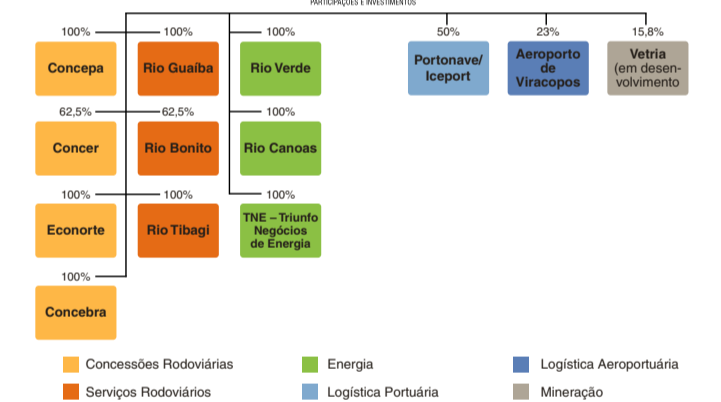 PARTICIPAÇÕES E INVESTIMENTOS
100% 100% 100% 50% 23% 15,8%
Concepa
Rio Guaíba
Rio Verde
Portonave/
Iceport
Aeroporto
de
Viracopos
Vetria
(em desen-
volvimento
62,5% 62,5% 100%
Concer
Rio Bonito
Rio Canoas
100% 100% 100%
Econorte
Rio Tibagi
TNE – Triunfo
Negócios
de Energia
100%
Concebra
Concessões Rodoviárias
Energia
Logística Aeroportuária
Serviços Rodoviários
Logística Portuária
Mineração